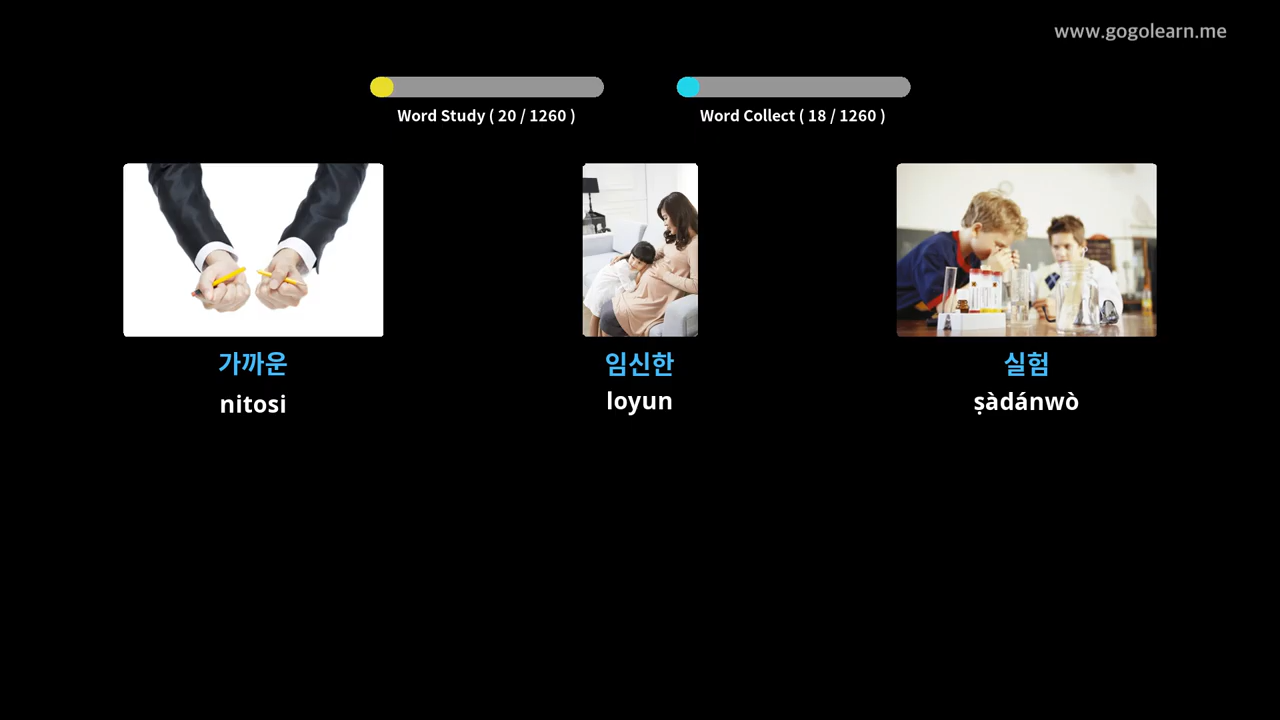 www.gogolearn.me
Word Study ( 20 / 1260 )
Word Collect ( 18 / 1260 )
가까운
임신한
실험
nitosi
loyun
ṣàdánwò